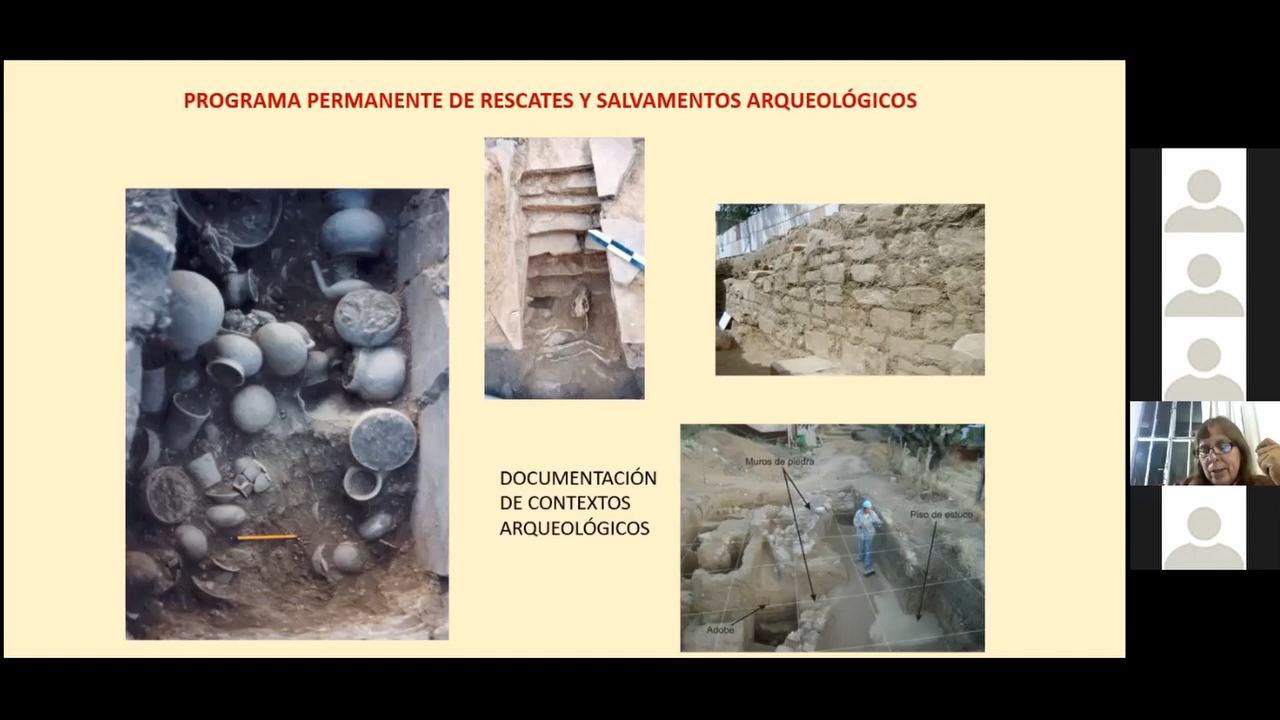 PROGRAMA PERMANENTE DE RESCATES Y SALVAMENTOS ARQUEOLÓGICOS
DOCUMENTACIÓN
DE CONTEXTOS
ARQUEOLÓGICOS
Muros de piedra
Piso de estuco
Adobe